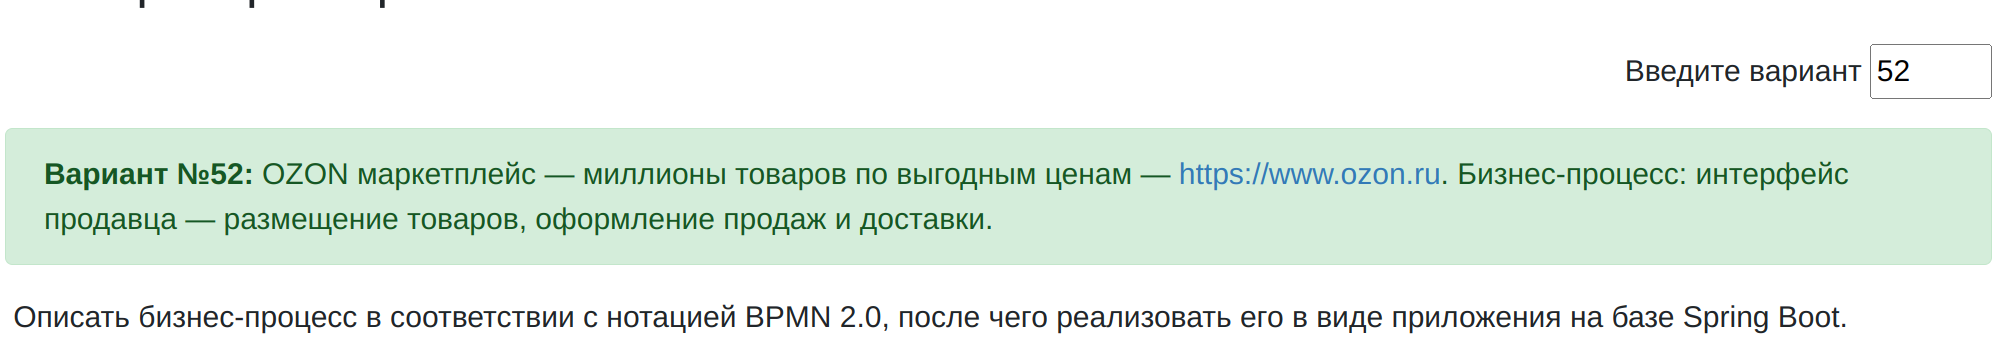 Введите вариант 52
Вариант №52: OZON маркетплейс — миллионы товаров по выгодным ценам — https://www.ozon.ru. Бизнес-процесс: интерфейс
продавца — размещение товаров, оформление продаж и доставки.
Описать бизнес-процесс в соответствии с нотацией BPMN 2.0, после чего реализовать его в виде приложения на базе Spring Boot.